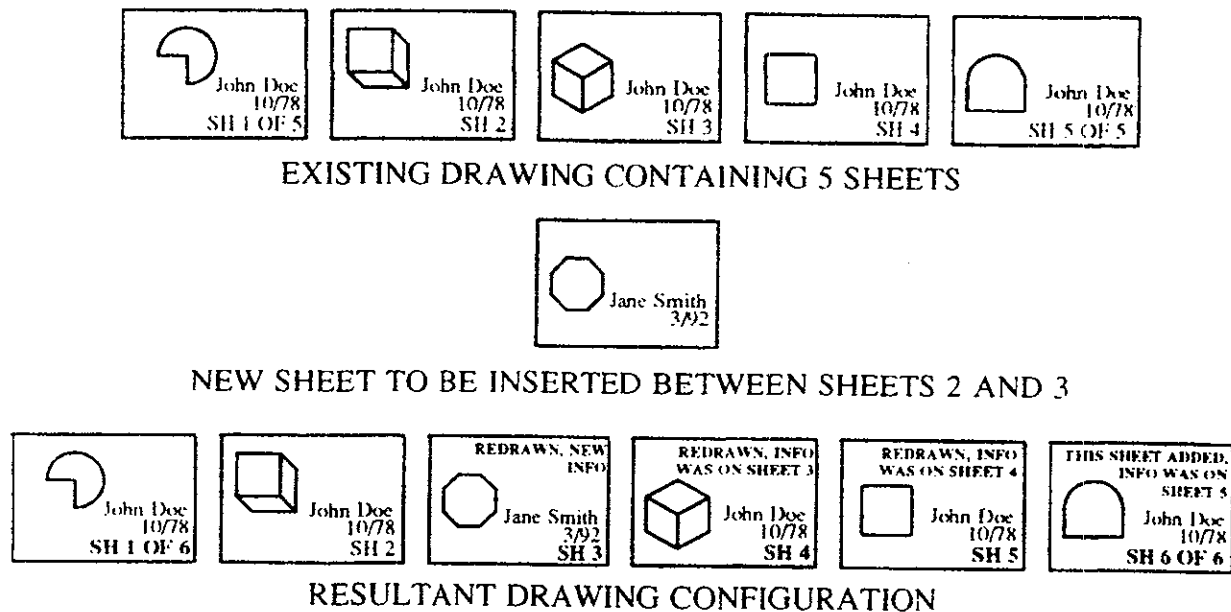 John Doe
10/78
SH 1 OF 5
John Doe
10/78
SH 2
John Doe
10/78
SH 3
John Doe
10/78
SH 4
John Doe
10/78
SH 5 OF 5
EXISTING DRAWING CONTAINING 5 SHEETS
Jane Smith
3/92
NEW SHEET TO BE INSERTED BETWEEN SHEETS 2 AND 3
John Doe
10/78
SH 1 OF 6
John Doe
10/78
SH 2
REDRAWN, NEW
INFO
Jane Smith
3/92
SH 3
REDRAWN, INFO
WAS ON SHEET 3
John Doe
10/78
SH 4
REDRAWN, INFO
WAS ON SHEET 4
John Doe
10/78
SH 5
THIS SHEET ADDED,
INFO WAS ON
SHEET 5
John Doe
10/78
SH 6 OF 6
RESULTANT DRAWING CONFIGURATION